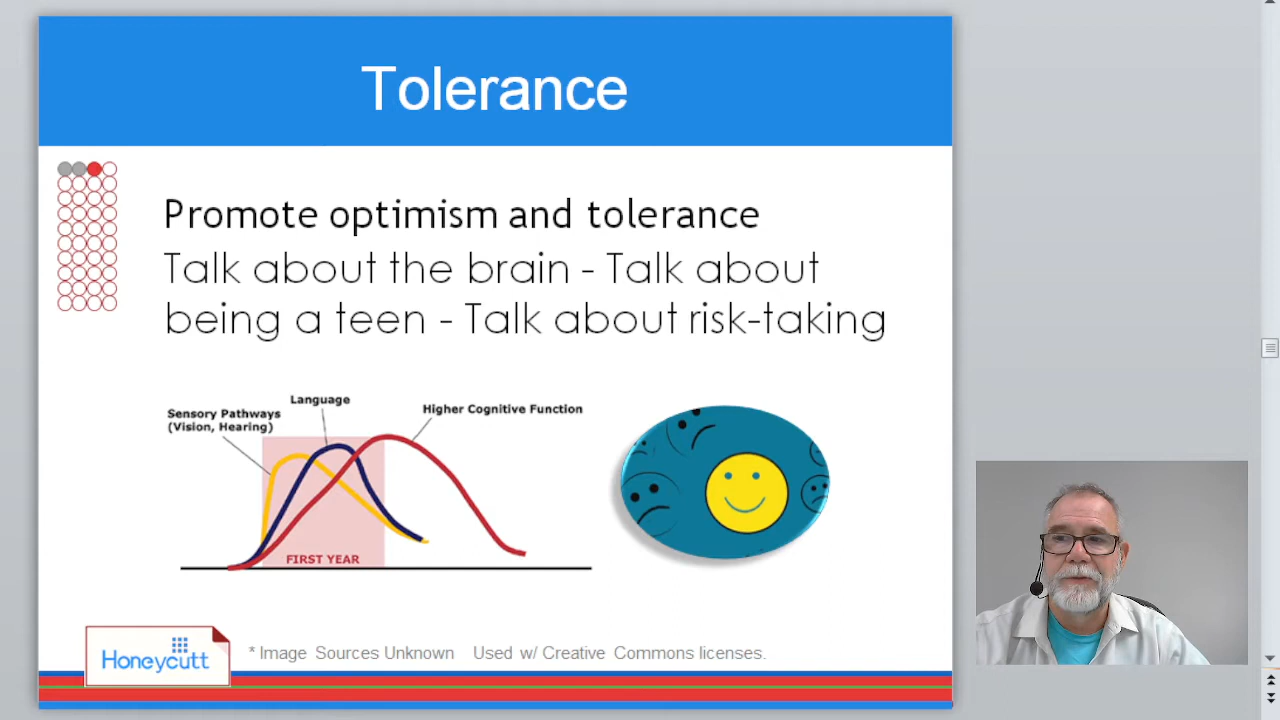 Tolerance
Promote optimism and tolerance
Talk about the brain - Talk about
being a teen - Talk about risk-taking
Language
Sensory Pathways
(Vision, Hearing)
Higher Cognitive Function
FIRST YEAR
Honeycutt
* Image Sources Unknown Used w/ Creative Commons licenses.